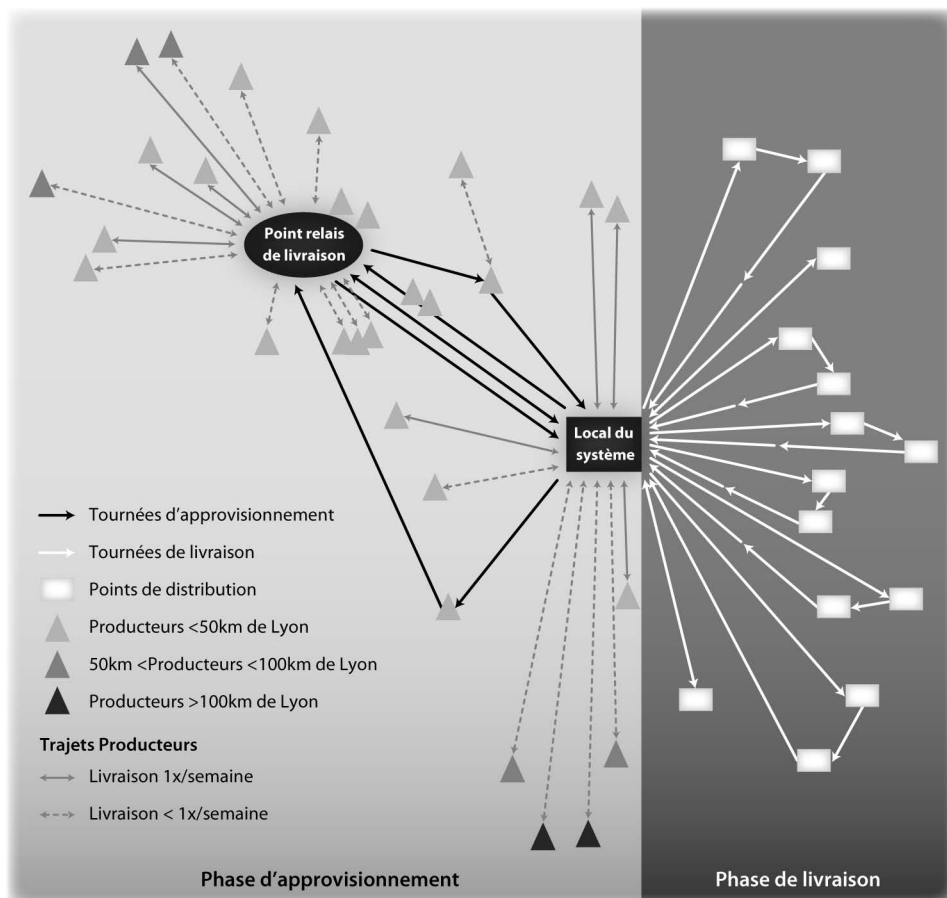 Point relais
de livraison
Local du
système
Tournées d’approvisionnement
Tournées de livraison
Points de distribution
Producteurs <50km de Lyon
50km <Producteurs <100km de Lyon
Producteurs >100km de Lyon
Trajets Producteurs
Livraison 1x/semaine
Livraison < 1x/semaine
Phase d’approvisionnement
Phase de livraison